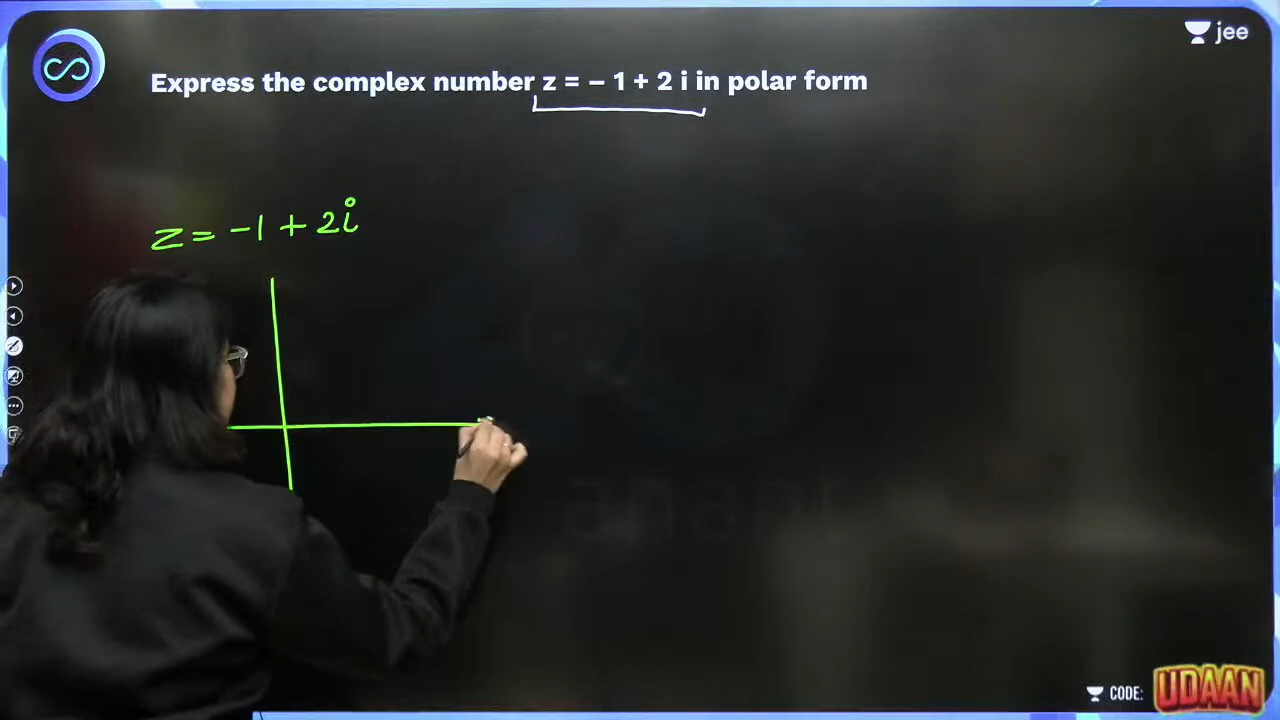 jee
Express the complex number z = – 1 + 2 i in polar form
z = -1 + 2i
CODE: UDAAN